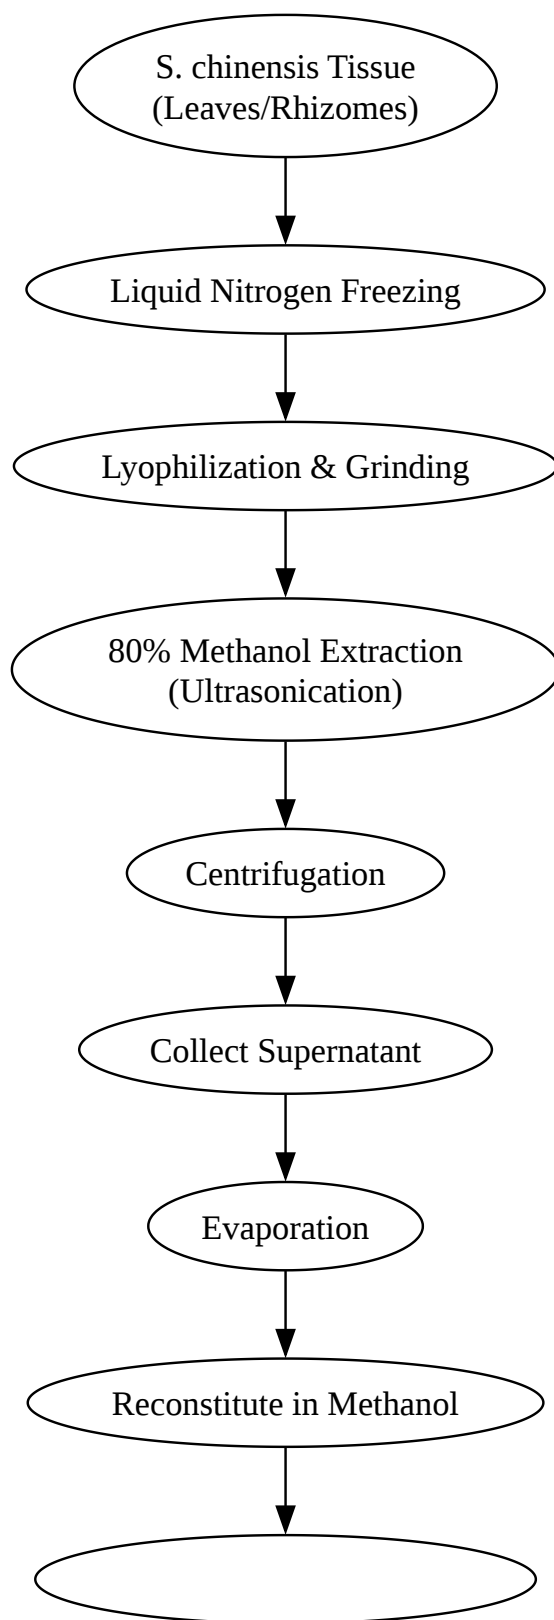 S. chinensis Tissue
(Leaves/Rhizomes)
Liquid Nitrogen Freezing
Lyophilization & Grinding
80% Methanol Extraction
(Ultrasonication)
Centrifugation
Collect Supernatant
Evaporation
Reconstitute in Methanol